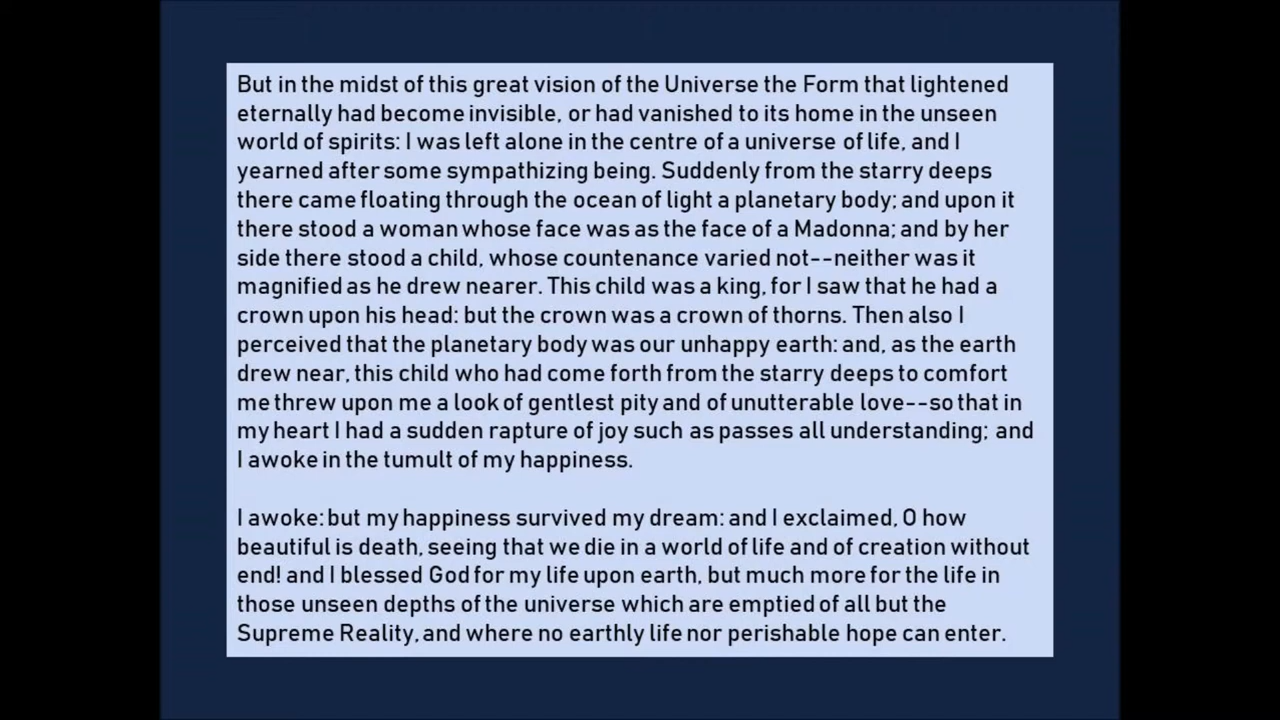 But in the midst of this great vision of the Universe the Form that lightened
eternally had become invisible, or had vanished to its home in the unseen
world of spirits: I was left alone in the centre of a universe of life, and I
yearned after some sympathizing being. Suddenly from the starry deeps
there came floating through the ocean of light a planetary body; and upon it
there stood a woman whose face was as the face of a Madonna; and by her
side there stood a child, whose countenance varied not--neither was it
magnified as he drew nearer. This child was a king, for I saw that he had a
crown upon his head: but the crown was a crown of thorns. Then also I
perceived that the planetary body was our unhappy earth: and, as the earth
drew near, this child who had come forth from the starry deeps to comfort
me threw upon me a look of gentlest pity and of unutterable love--so that in
my heart I had a sudden rapture of joy such as passes all understanding; and
I awoke in the tumult of my happiness.

I awoke: but my happiness survived my dream: and I exclaimed, O how
beautiful is death, seeing that we die in a world of life and of creation without
end! and I blessed God for my life upon earth, but much more for the life in
those unseen depths of the universe which are emptied of all but the
Supreme Reality, and where no earthly life nor perishable hope can enter.